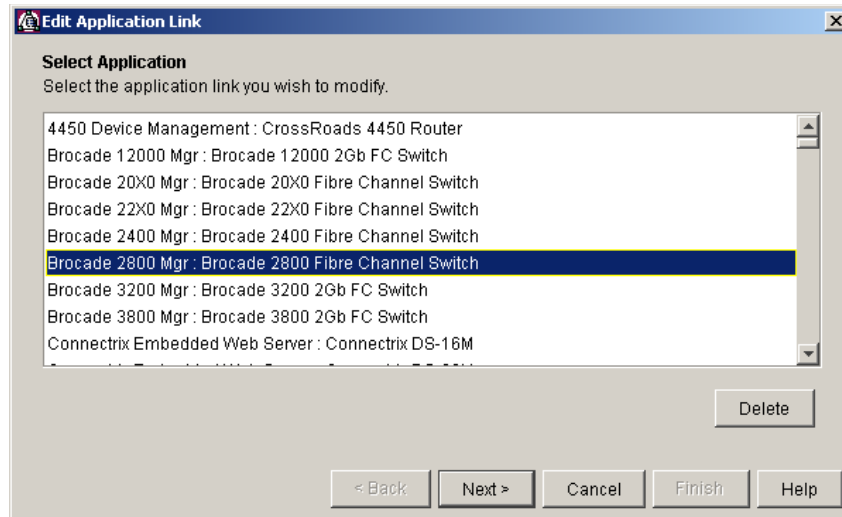 Edit Application Link
Select Application
Select the application link you wish to modify.
4450 Device Management : CrossRoads 4450 Router
Brocade 12000 Mgr : Brocade 12000 2Gb FC Switch
Brocade 20X0 Mgr : Brocade 20X0 Fibre Channel Switch
Brocade 22X0 Mgr : Brocade 22X0 Fibre Channel Switch
Brocade 2400 Mgr : Brocade 2400 Fibre Channel Switch
Brocade 2800 Mgr : Brocade 2800 Fibre Channel Switch
Brocade 3200 Mgr : Brocade 3200 2Gb FC Switch
Brocade 3800 Mgr : Brocade 3800 2Gb FC Switch
Connectrix Embedded Web Server : Connectrix DS-16M
Delete
< Back Next > Cancel Finish Help